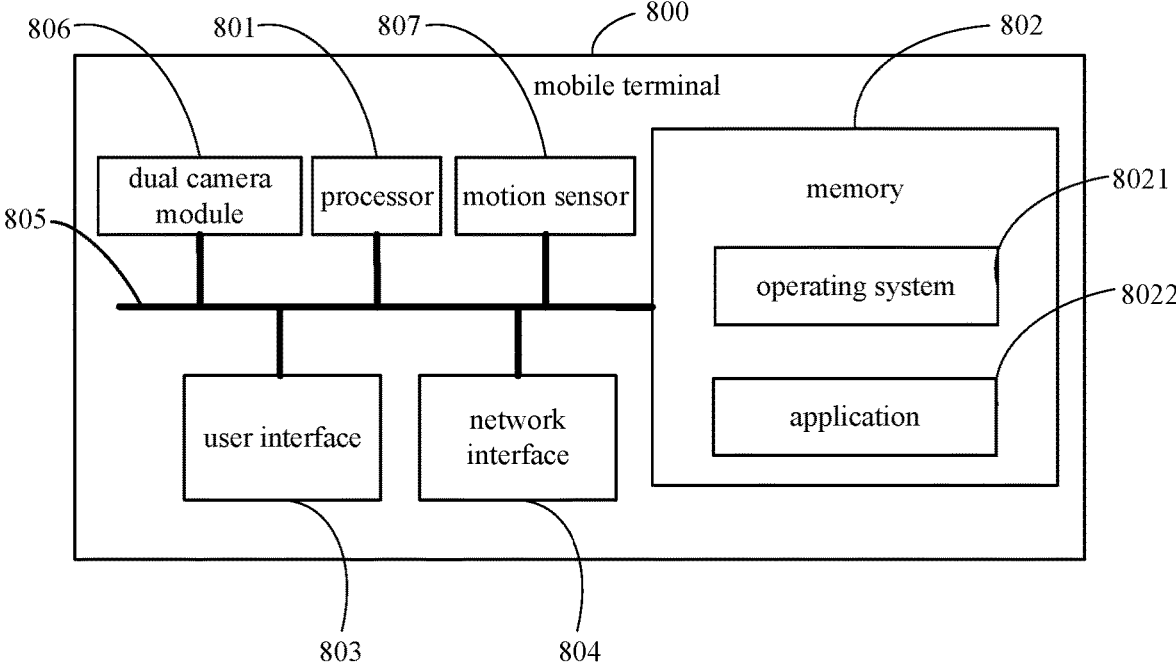 800
806
801
807
802
mobile terminal
dual camera
module
processor
motion sensor
memory
8021
805
operating system
8022
user interface
network
interface
application
803
804